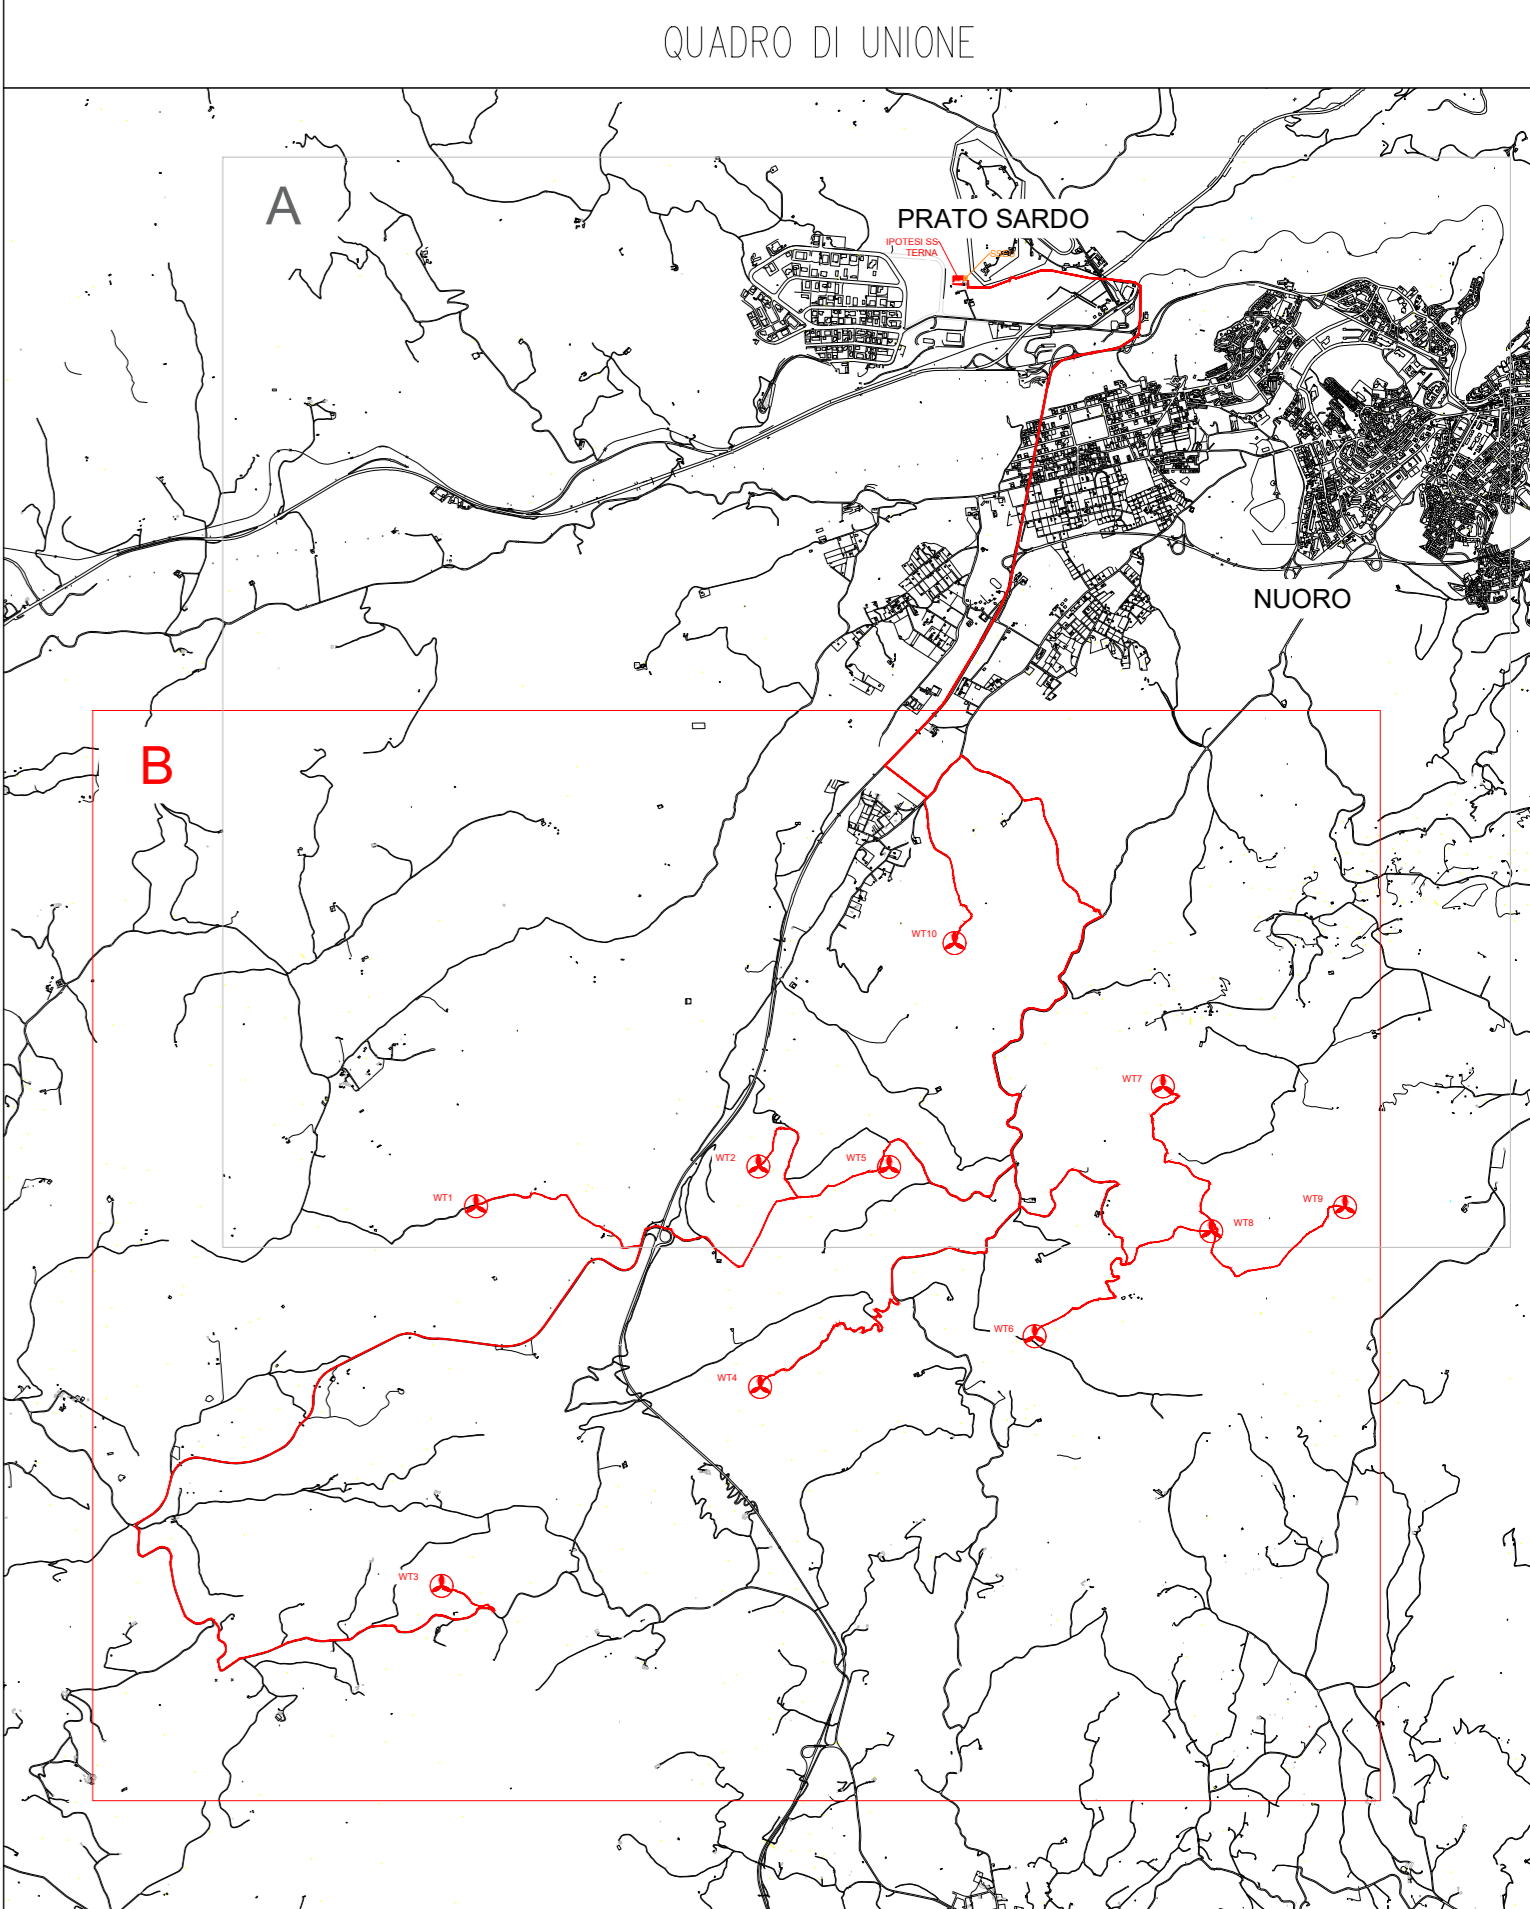 QUADRO DI UNIONE
A
PRATO SARDO
IPOTESI SS
TERNA
NUORO
B
WT10
WT7
WT2
WT5
WT1
WT9
WT8
WT6
WT4
WT3